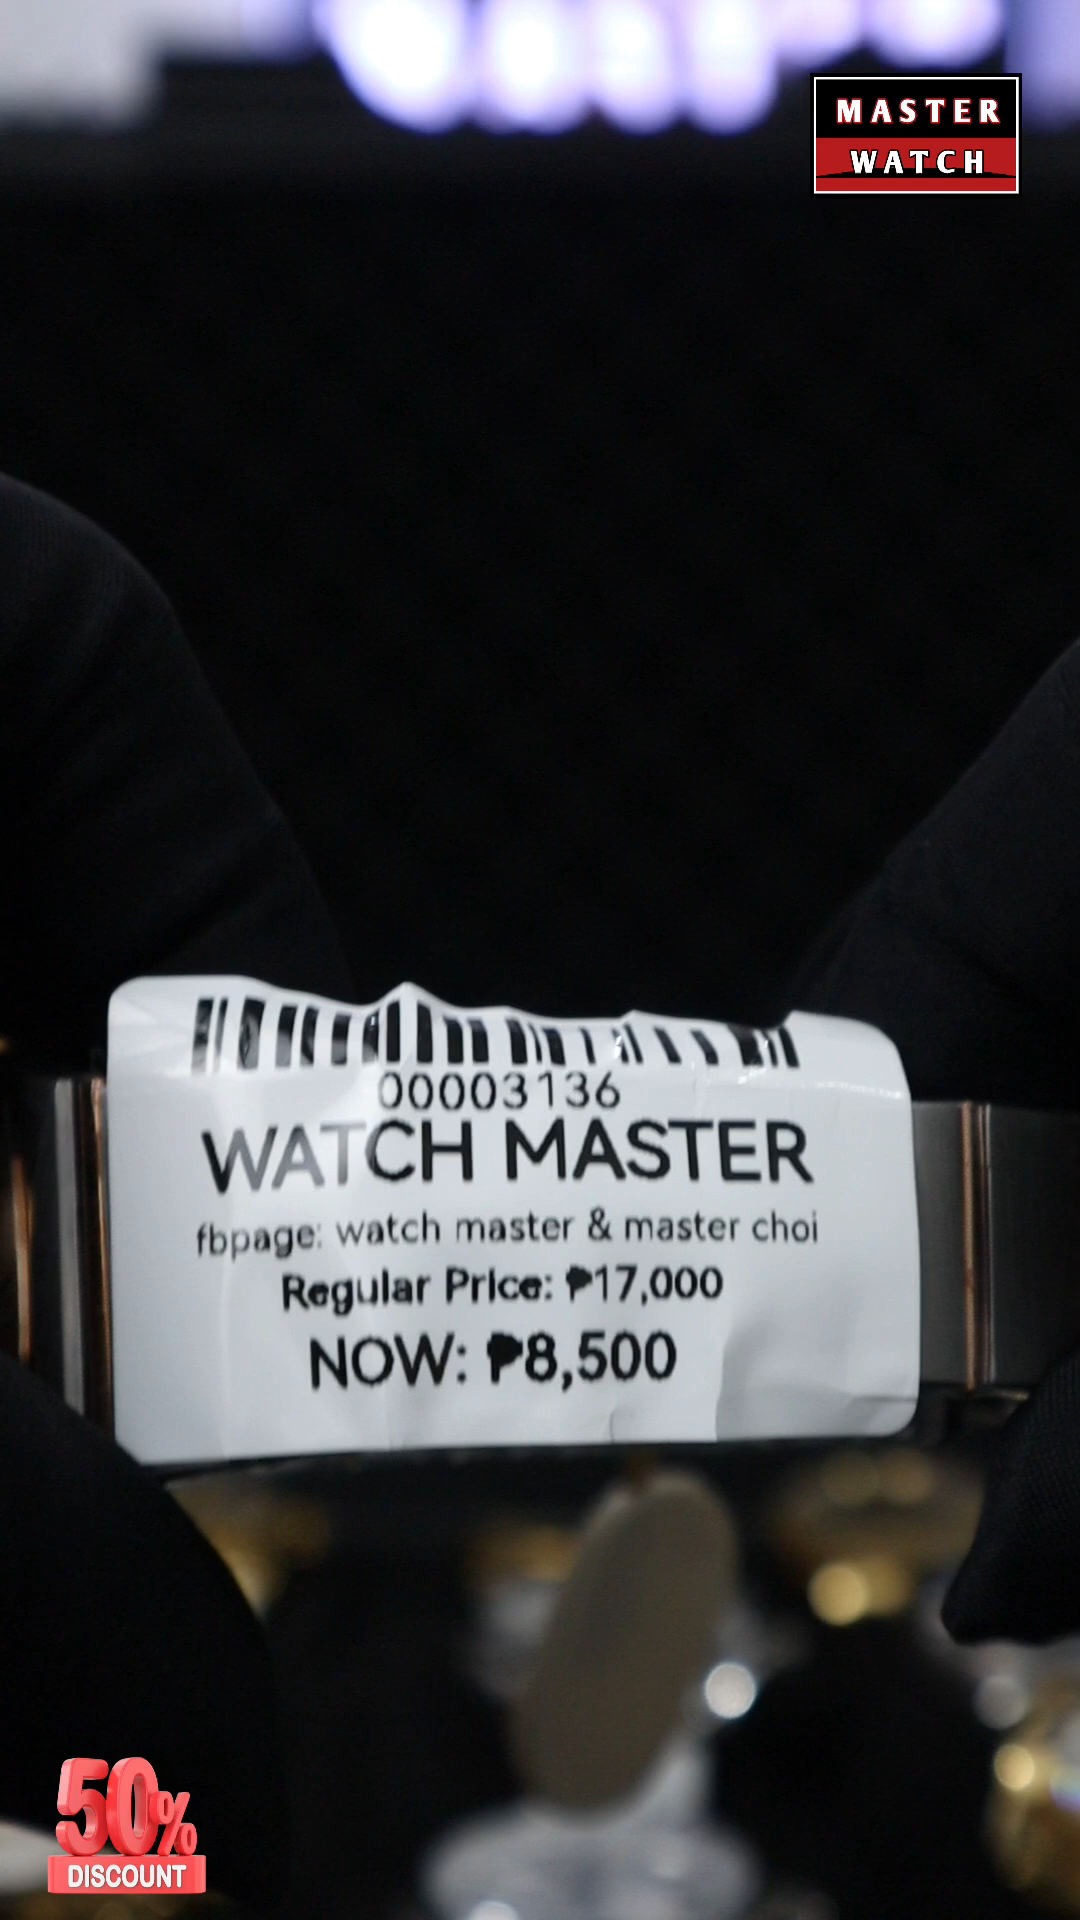 MASTER
WATCH
00003136
WATCH MASTER
fbpage: watch master & master choi
Regular Price: ₱17,000
NOW: ₱8,500
50%
DISCOUNT